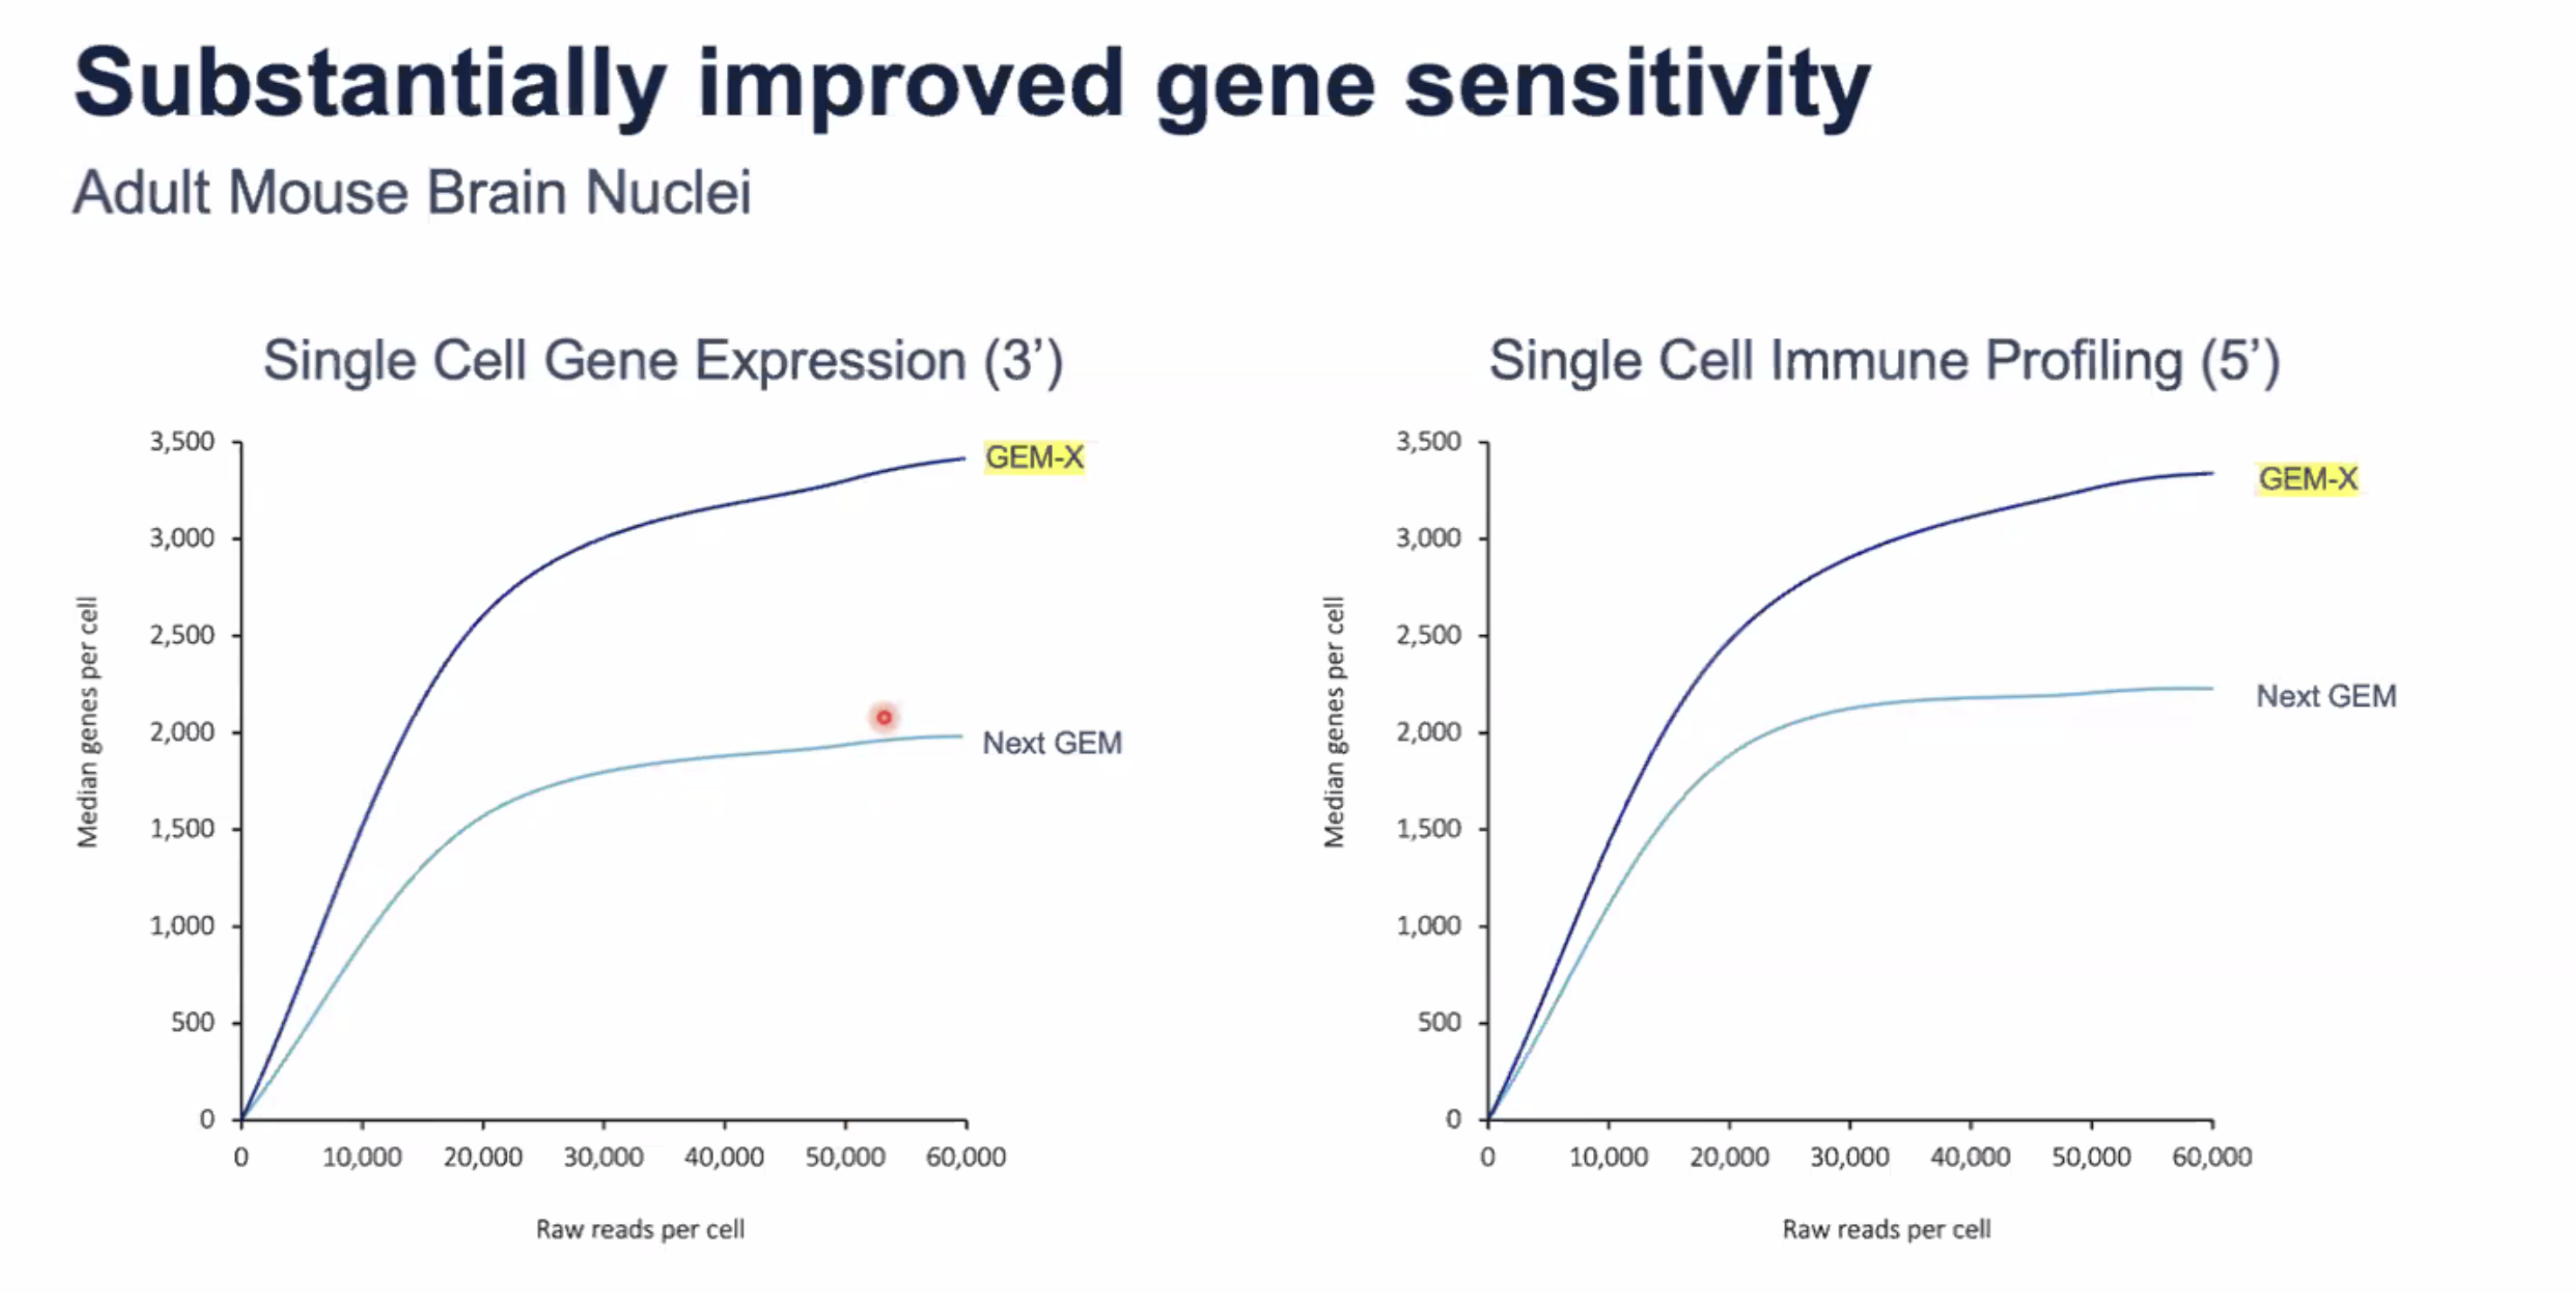 Substantially improved gene sensitivity
Adult Mouse Brain Nuclei
Single Cell Gene Expression (3’)
3,500
3,000
2,500
2,000
1,500
1,000
500
0
Median genes per cell
GEM-X
Next GEM
0 10,000 20,000 30,000 40,000 50,000 60,000
Raw reads per cell
Single Cell Immune Profiling (5’)
3,500
3,000
2,500
2,000
1,500
1,000
500
0
Median genes per cell
GEM-X
Next GEM
0 10,000 20,000 30,000 40,000 50,000 60,000
Raw reads per cell